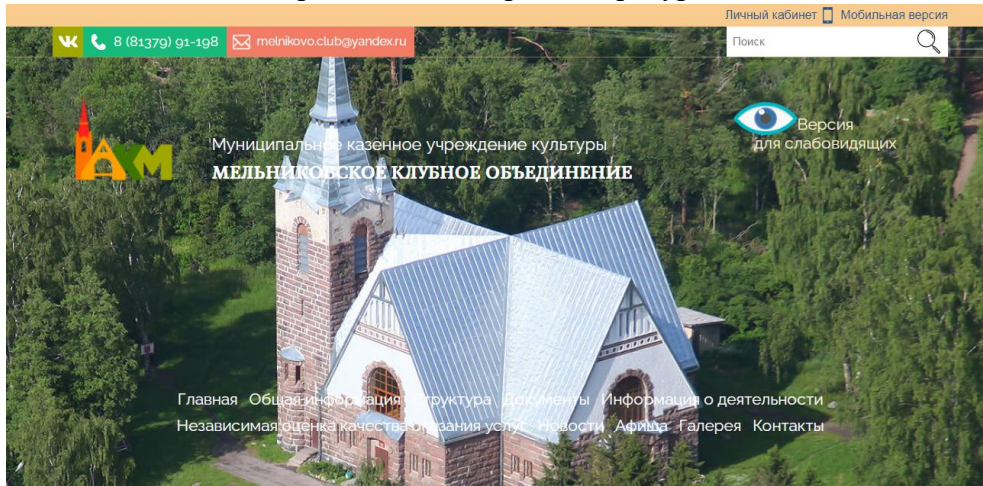 Личный кабинет Мобильная версия
8 (81379) 91-198 melnikovo.club@yandex.ru
Поиск
Версия
для слабовидящих
АКМ
Муниципальное казенное учреждение культуры
МЕЛЬНИКОВСКОЕ КЛУБНОЕ ОБЪЕДИНЕНИЕ
Главная Общая информация Структура Документы Информация о деятельности
Независимая оценка качества оказания услуг Новости Афиша Галерея Контакты